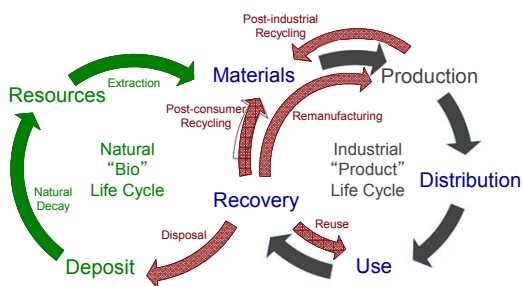 Post-industrial
Recycling
Materials
Production
Extraction
Resources
Post-consumer
Recycling
Remanufacturing
Natural
“Bio”
Life Cycle
Industrial
“Product”
Life Cycle
Distribution
Natural
Decay
Recovery
Reuse
Disposal
Deposit
Use